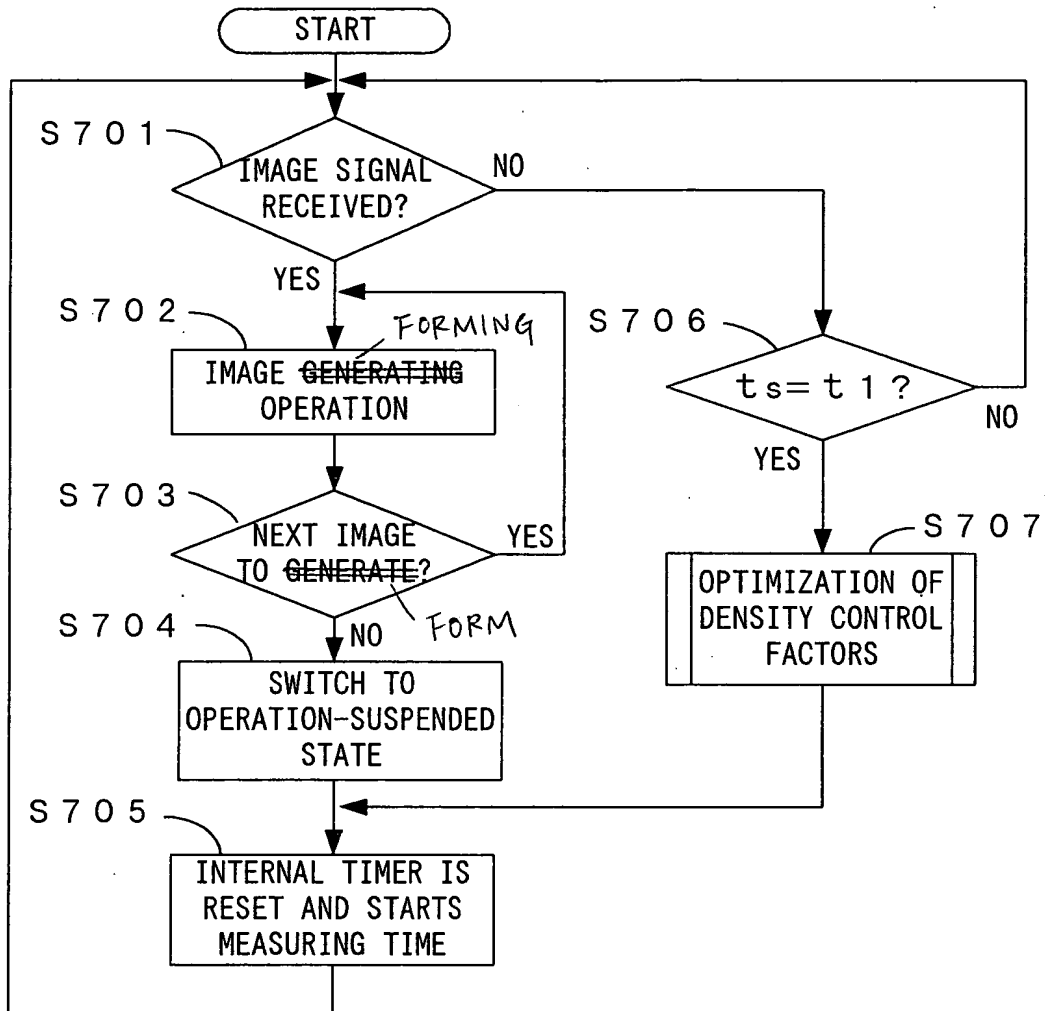 START
S701
IMAGE SIGNAL
RECEIVED?
NO
YES
S702
FORMING
IMAGE GENERATING
OPERATION
S703
NEXT IMAGE
TO GENERATE?
YES
FORM
NO
S704
SWITCH TO
OPERATION-SUSPENDED
STATE
S705
INTERNAL TIMER IS
RESET AND STARTS
MEASURING TIME
S706
ts=t1?
NO
YES
S707
OPTIMIZATION OF
DENSITY CONTROL
FACTORS